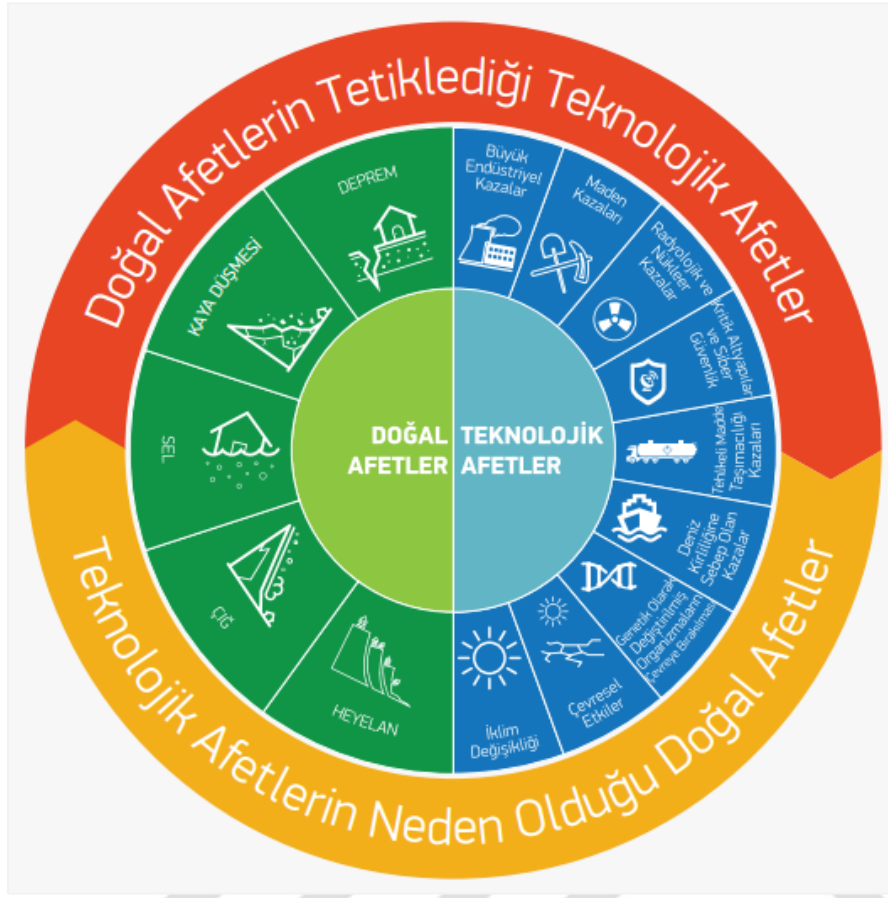 Doğal Afetlerin Tetiklediği Teknolojik Afetler
DEPREM
KAYA DÜŞMESİ
SEL
ÇIĞ
HEYELAN
DOĞAL
AFETLER
TEKNOLOJİK
AFETLER
Büyük
Endüstriyel
Kazalar
Maden
Kazaları
Radyolojik ve
Nükleer
Kazalar
Kritik Altyapılar
ve Siber
Güvenlik
Tehlikeli Madde
Taşımacılığı
Kazaları
Deniz
Kirliliğine
Sebep Olan
Kazalar
Genetik Olarak
Değiştirilmiş
Organizmaların
Çevreye Bırakılması
Çevresel
Etkiler
İklim
Değişikliği
Teknolojik Afetlerin Neden Olduğu Doğal Afetler